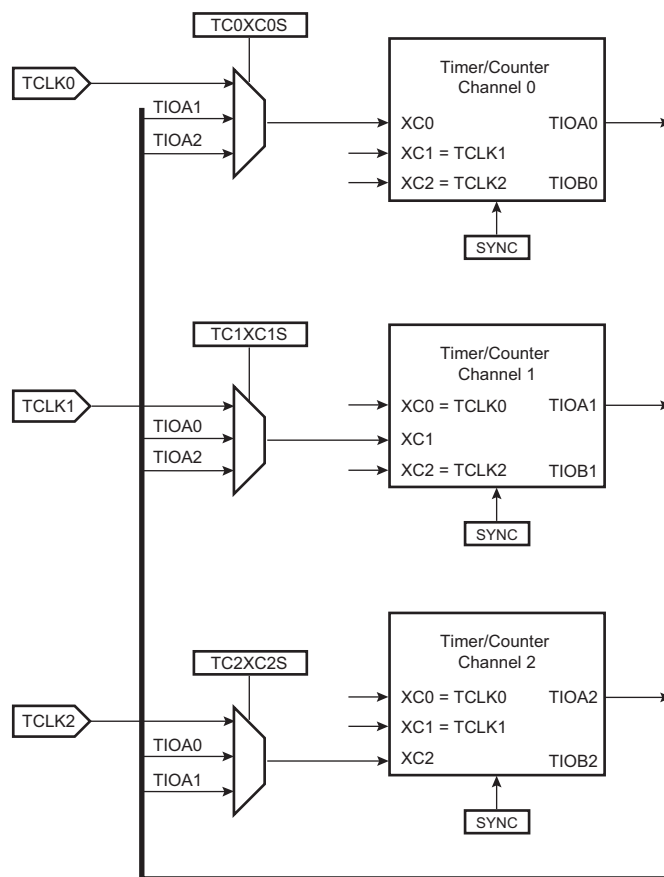 TC0XC0S
TCLK0
TIOA1
TIOA2
Timer/Counter
Channel 0
XC0
TIOA0
XC1 = TCLK1
XC2 = TCLK2
TIOB0
SYNC
TC1XC1S
TCLK1
TIOA0
TIOA2
Timer/Counter
Channel 1
XC0 = TCLK0
TIOA1
XC1
XC2 = TCLK2
TIOB1
SYNC
TC2XC2S
TCLK2
TIOA0
TIOA1
Timer/Counter
Channel 2
XC0 = TCLK0
TIOA2
XC1 = TCLK1
XC2
TIOB2
SYNC